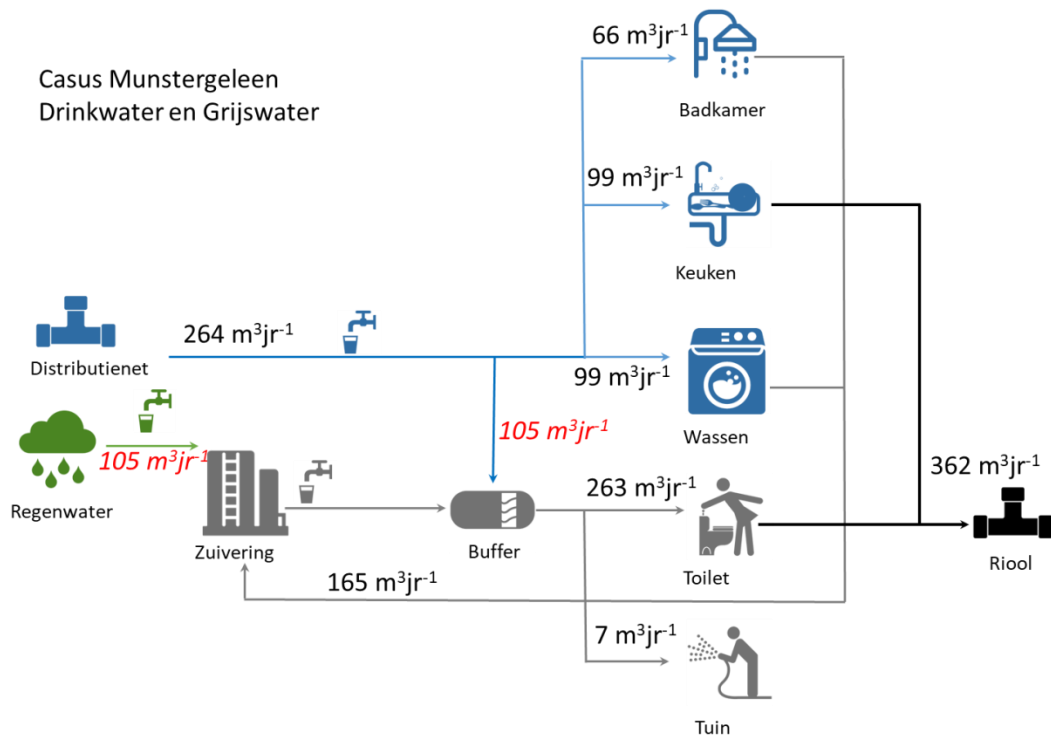 66 m³jr⁻¹
Casus Munstergeleen
Drinkwater en Grijswater
Badkamer
99 m³jr⁻¹
Keuken
264 m³jr⁻¹
Distributienet
99 m³jr⁻¹
Wassen
105 m³jr⁻¹
105 m³jr⁻¹
Regenwater
263 m³jr⁻¹
362 m³jr⁻¹
Zuivering
Buffer
Toilet
Riool
165 m³jr⁻¹
7 m³jr⁻¹
Tuin